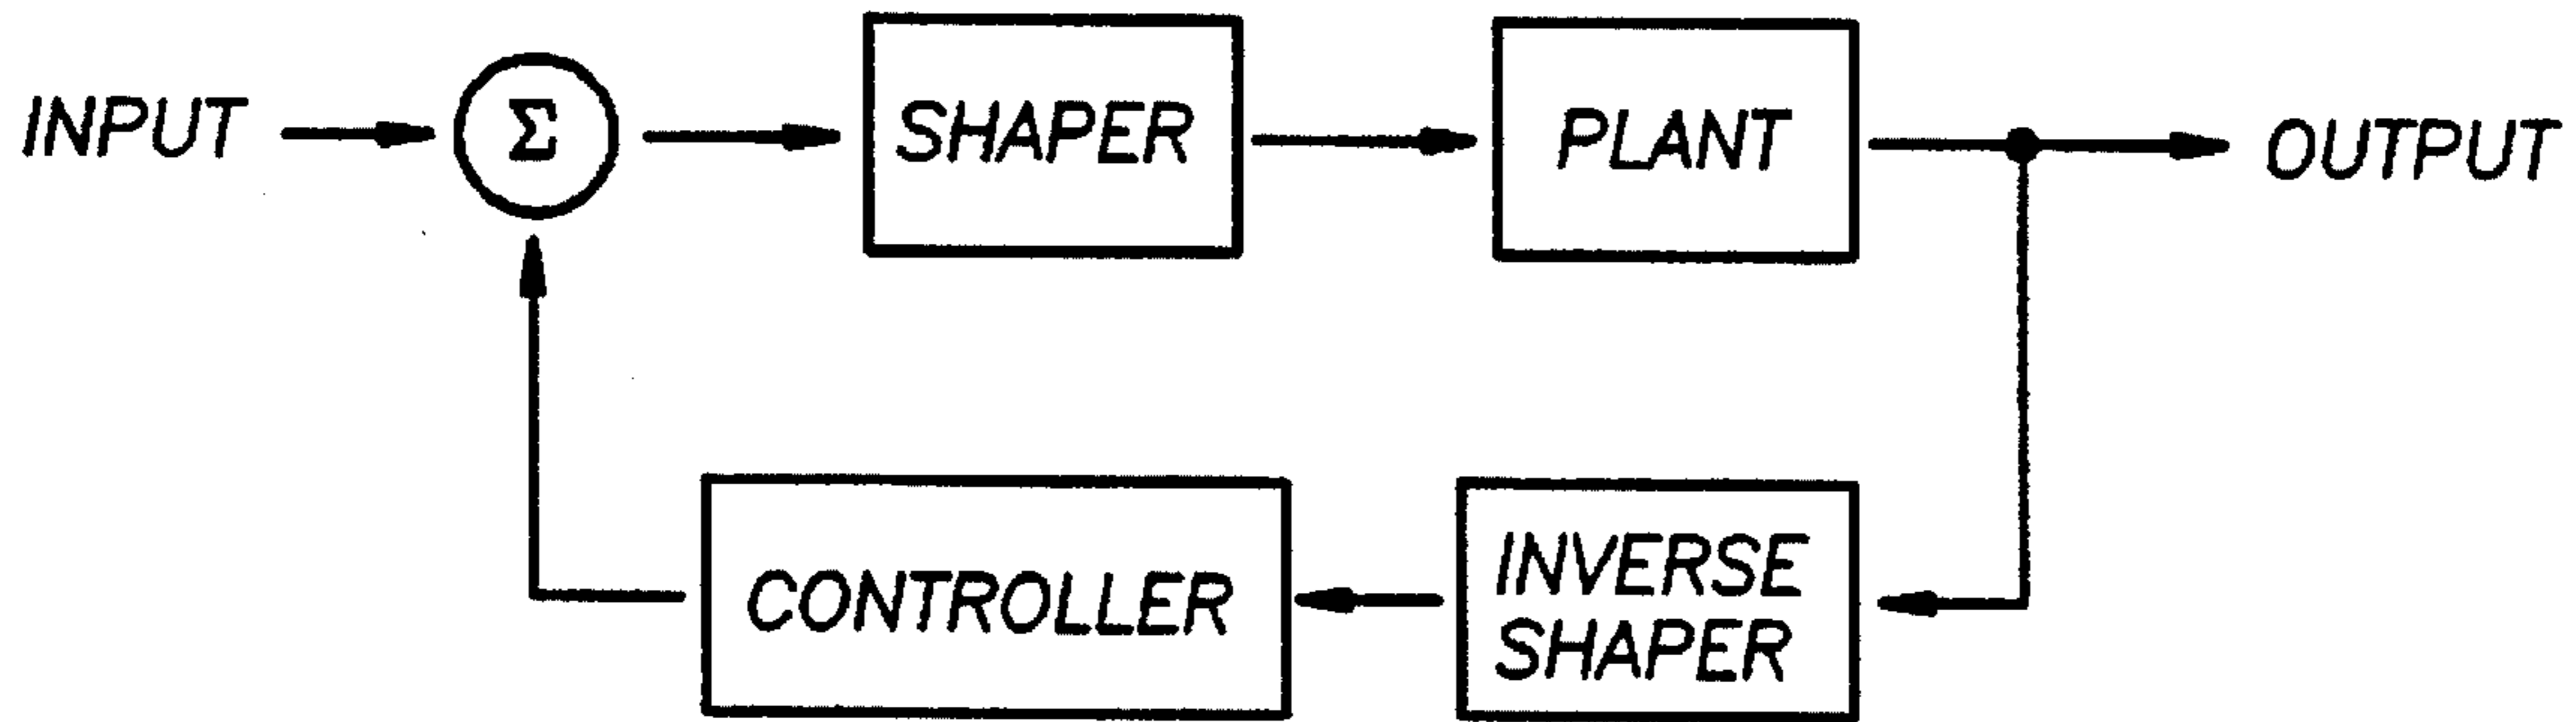 INPUT
Σ
SHAPER
PLANT
OUTPUT
CONTROLLER
INVERSE
SHAPER